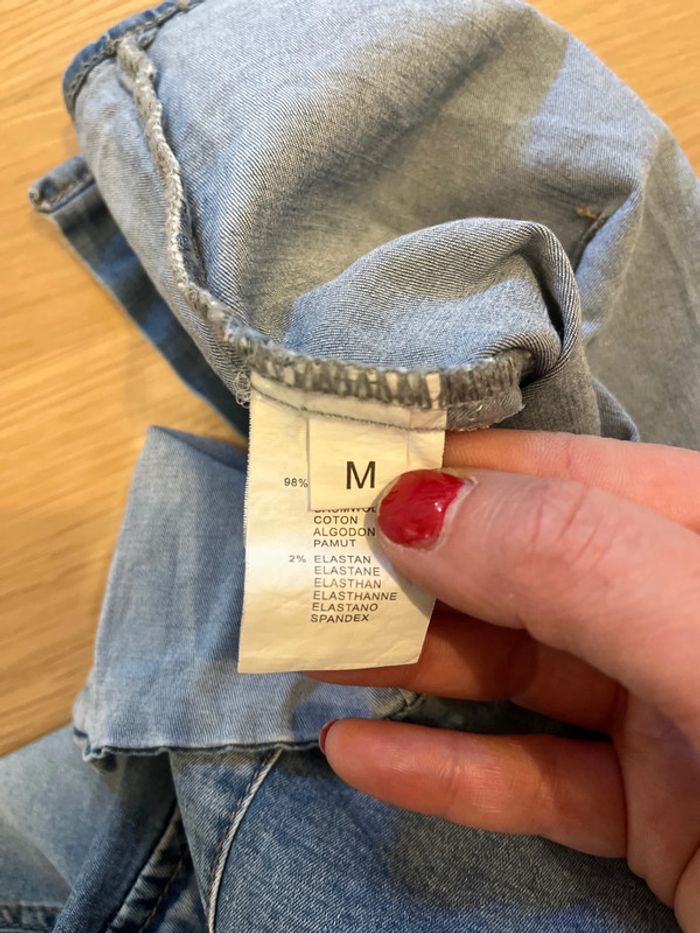 M
98%
COTON
ALGODON
PAMUT
2% ELASTAN
ELASTANE
ELASTHAN
ELASTHANNE
ELASTANO
SPANDEX